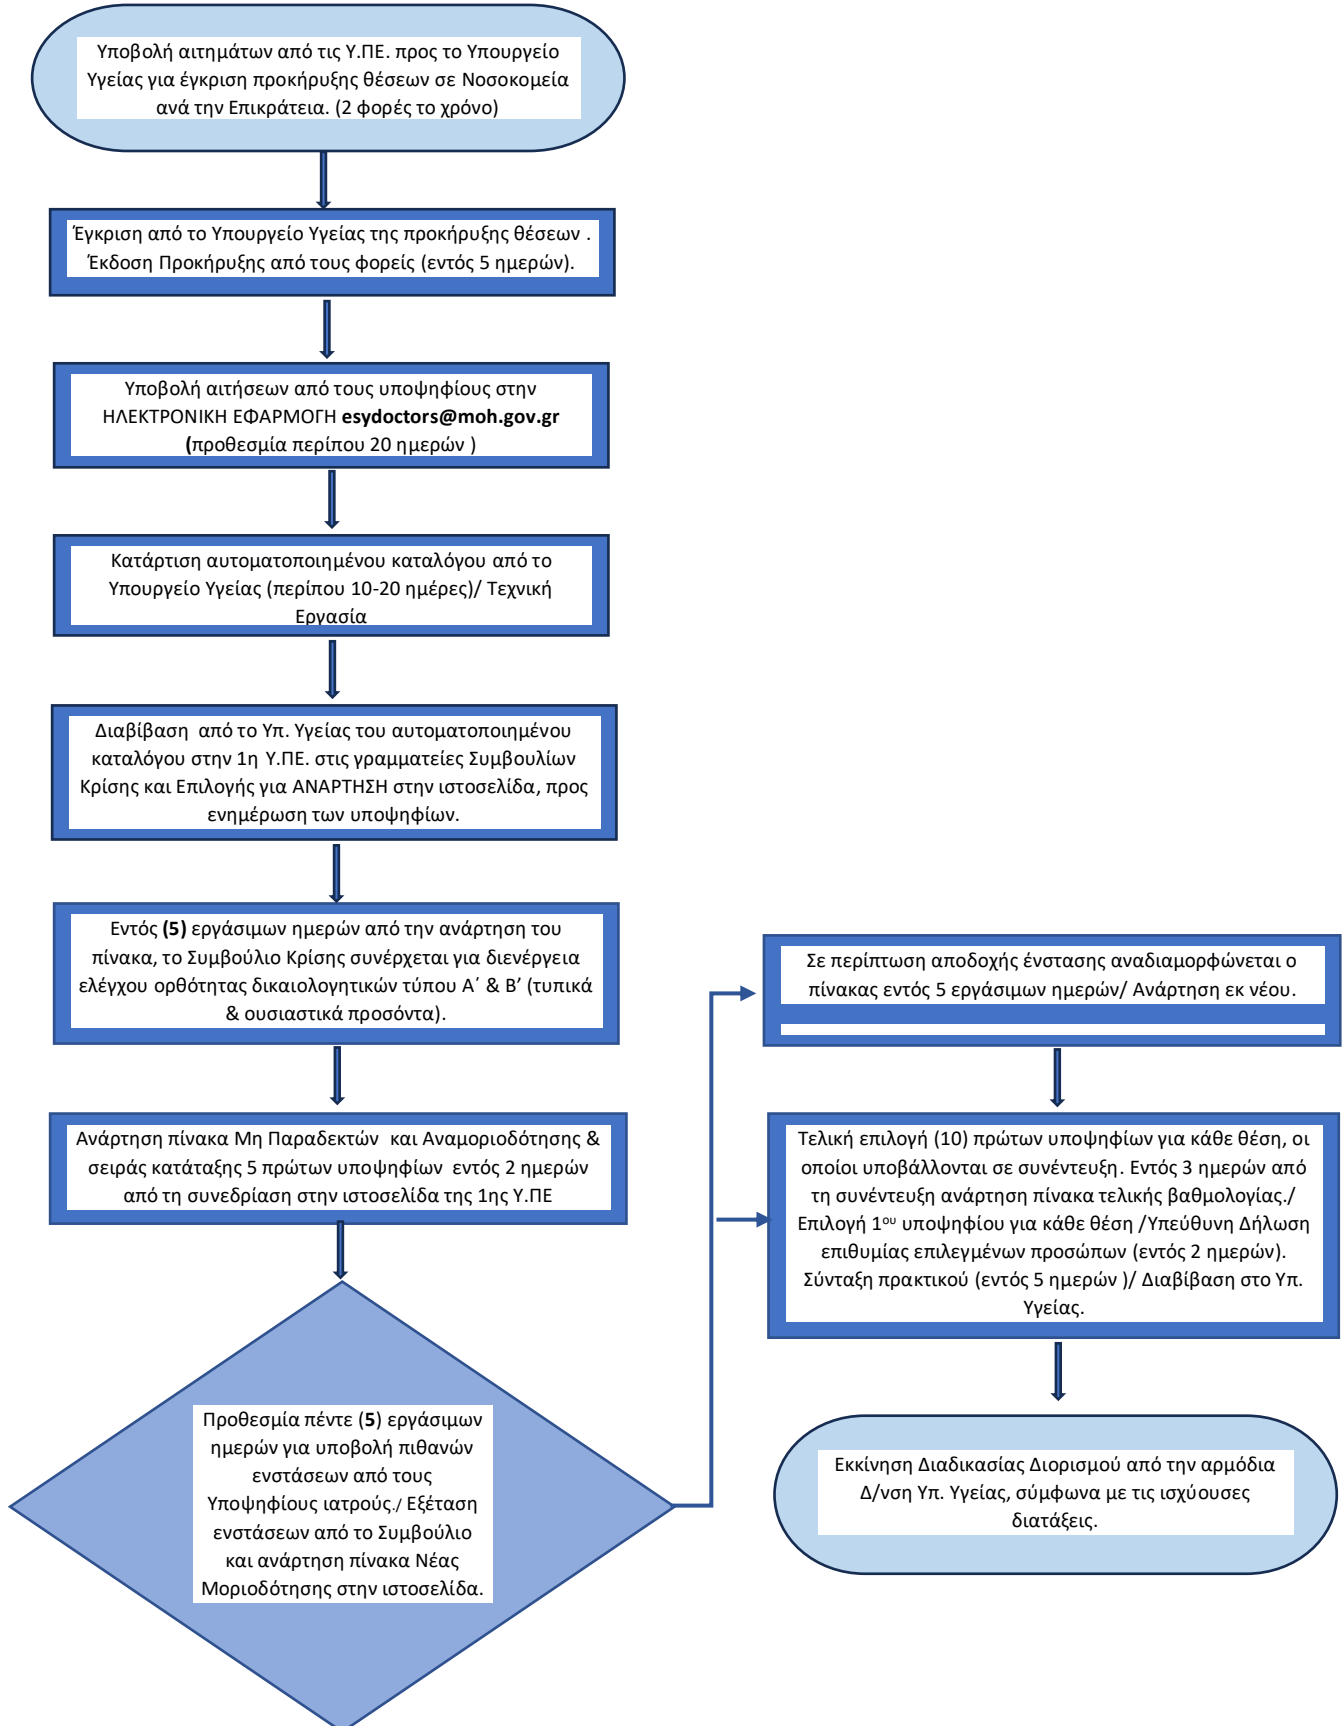 Υποβολή αιτημάτων από τις Υ.ΠΕ. προς το Υπουργείο
Υγείας για έγκριση προκήρυξης θέσεων σε Νοσοκομεία
ανά την Επικράτεια. (2 φορές το χρόνο)
Έγκριση από το Υπουργείο Υγείας της προκήρυξης θέσεων .
Έκδοση Προκήρυξης από τους φορείς (εντός 5 ημερών).
Υποβολή αιτήσεων από τους υποψηφίους στην
ΗΛΕΚΤΡΟΝΙΚΗ ΕΦΑΡΜΟΓΗ esydoctors@moh.gov.gr
(προθεσμία περίπου 20 ημερών )
Κατάρτιση αυτοματοποιημένου καταλόγου από το
Υπουργείο Υγείας (περίπου 10-20 ημέρες)/ Τεχνική
Εργασία
Διαβίβαση από το Υπ. Υγείας του αυτοματοποιημένου
καταλόγου στην 1η Υ.ΠΕ. στις γραμματείες Συμβουλίων
Κρίσης και Επιλογής για ΑΝΑΡΤΗΣΗ στην ιστοσελίδα, προς
ενημέρωση των υποψηφίων.
Εντός (5) εργάσιμων ημερών από την ανάρτηση του
πίνακα, το Συμβούλιο Κρίσης συνέρχεται για διενέργεια
ελέγχου ορθότητας δικαιολογητικών τύπου Α΄ & Β’ (τυπικά
& ουσιαστικά προσόντα).
Ανάρτηση πίνακα Μη Παραδεκτών και Αναμοριοδότησης &
σειράς κατάταξης 5 πρώτων υποψηφίων εντός 2 ημερών
από τη συνεδρίαση στην ιστοσελίδα της 1ης Υ.ΠΕ
Προθεσμία πέντε (5) εργάσιμων
ημερών για υποβολή πιθανών
ενστάσεων από τους
Υποψηφίους ιατρούς./ Εξέταση
ενστάσεων από το Συμβούλιο
και ανάρτηση πίνακα Νέας
Μοριοδότησης στην ιστοσελίδα.
Σε περίπτωση αποδοχής ένστασης αναδιαμορφώνεται ο
πίνακας εντός 5 εργάσιμων ημερών/ Ανάρτηση εκ νέου.
Τελική επιλογή (10) πρώτων υποψηφίων για κάθε θέση, οι
οποίοι υποβάλλονται σε συνέντευξη. Εντός 3 ημερών από
τη συνέντευξη ανάρτηση πίνακα τελικής βαθμολογίας./
Επιλογή 1ου υποψηφίου για κάθε θέση /Υπεύθυνη Δήλωση
επιθυμίας επιλεγμένων προσώπων (εντός 2 ημερών).
Σύνταξη πρακτικού (εντός 5 ημερών )/ Διαβίβαση στο Υπ.
Υγείας.
Εκκίνηση Διαδικασίας Διορισμού από την αρμόδια
Δ/νση Υπ. Υγείας, σύμφωνα με τις ισχύουσες
διατάξεις.